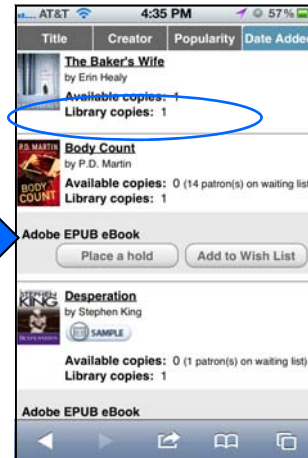 AT&T 4:35 PM 57%
Title Creator Popularity Date Added
The Baker's Wife
by Erin Healy
Available copies: 1
Library copies: 1
P.D. MARTIN
BODY
COUNT
Body Count
by P.D. Martin
Available copies: 0 (14 patron(s) on waiting list)
Library copies: 1
Adobe EPUB eBook
Place a hold Add to Wish List
STEPHEN
KING
DESPERATION
Desperation
by Stephen King
SAMPLE
Available copies: 0 (1 patron(s) on waiting list)
Library copies: 1
Adobe EPUB eBook